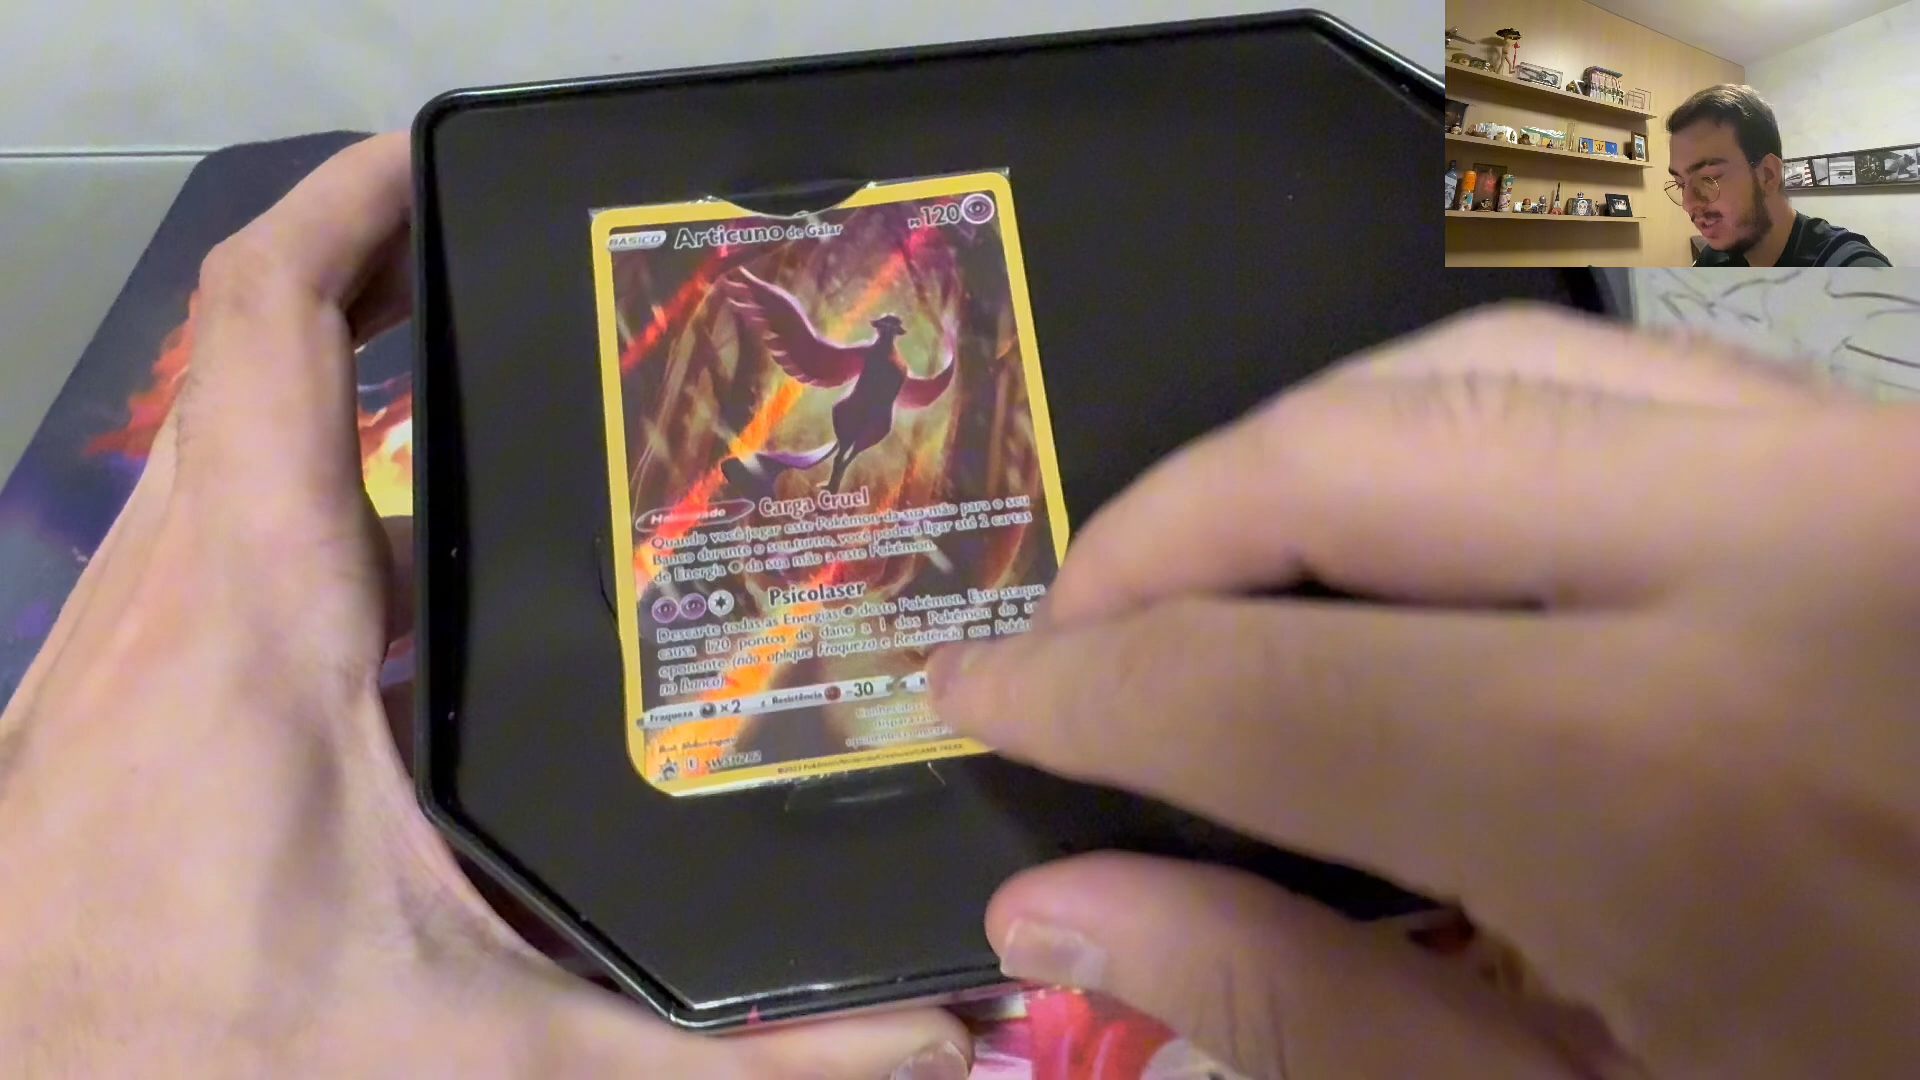 BÁSICO Articuno de Galar PS 120
Carga Cruel
Quando você jogar este Pokémon da sua mão para o seu
Banco durante o seu turno, você poderá ligar até 2 cartas
de Energia da sua mão a este Pokémon.
Psicolaser
Descarte todas as Energias deste Pokémon. Este ataque
causa 120 pontos de dano a 1 dos Pokémon do
oponente (não aplique Fraqueza e Resistência aos
no Banco)
Fraqueza ×2 Resistência -30
SWSH282